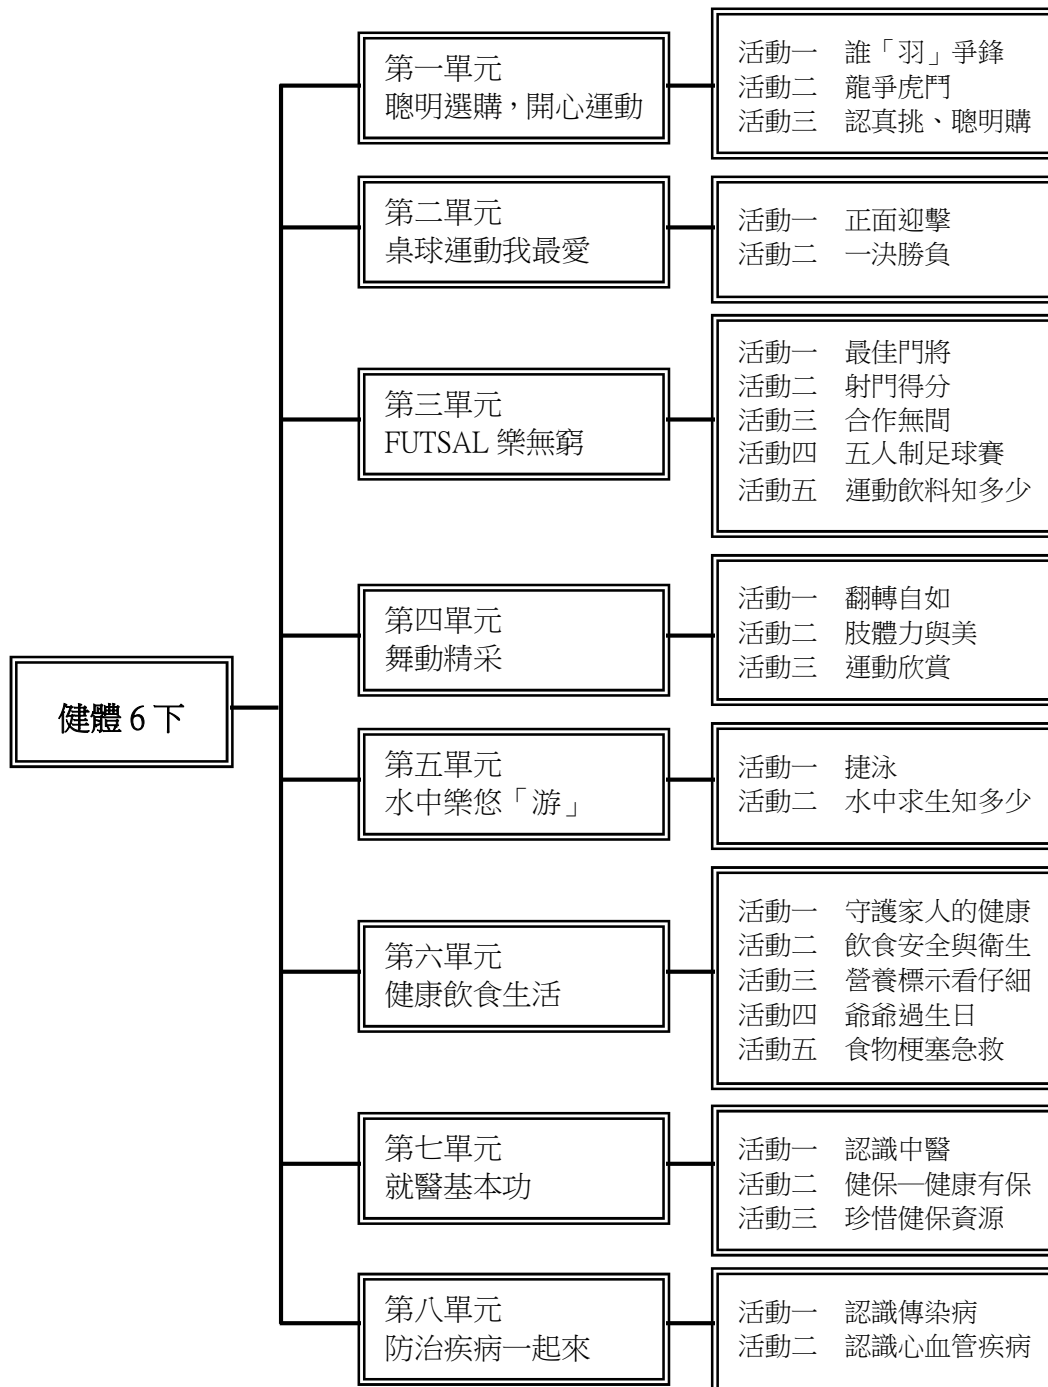 健體 6 下
第一單元
聰明選購，開心運動
活動一　誰「羽」爭鋒
活動二　龍爭虎鬥
活動三　認真挑、聰明購
第二單元
桌球運動我最愛
活動一　正面迎擊
活動二　一決勝負
第三單元
FUTSAL 樂無窮
活動一　最佳門將
活動二　射門得分
活動三　合作無間
活動四　五人制足球賽
活動五　運動飲料知多少
第四單元
舞動精采
活動一　翻轉自如
活動二　肢體力與美
活動三　運動欣賞
第五單元
水中樂悠「游」
活動一　捷泳
活動二　水中求生知多少
第六單元
健康飲食生活
活動一　守護家人的健康
活動二　飲食安全與衛生
活動三　營養標示看仔細
活動四　爺爺過生日
活動五　食物梗塞急救
第七單元
就醫基本功
活動一　認識中醫
活動二　健保─健康有保
活動三　珍惜健保資源
第八單元
防治疾病一起來
活動一　認識傳染病
活動二　認識心血管疾病